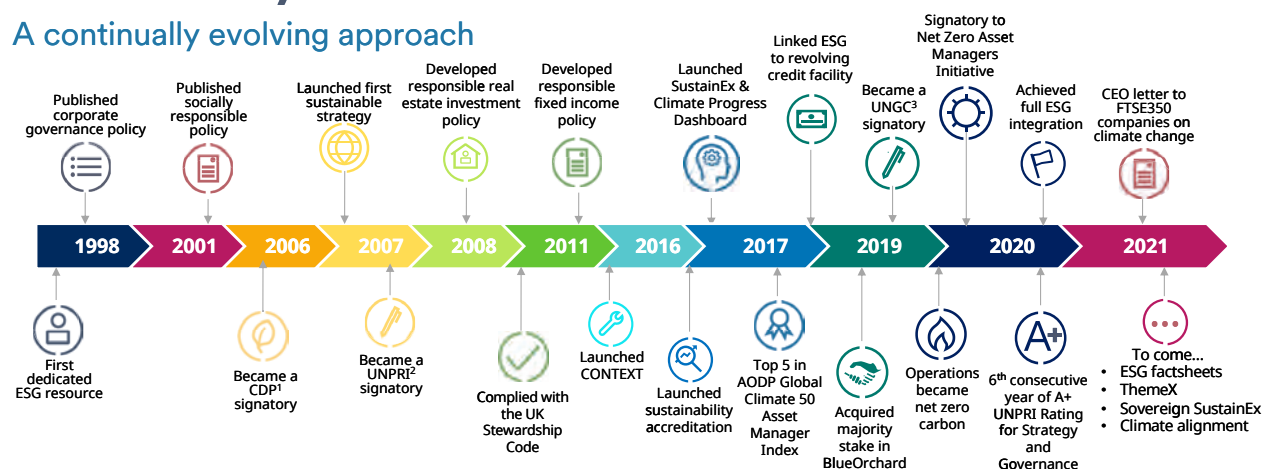 A continually evolving approach
Published
corporate
governance policy
Published
socially
responsible
policy
Launched first
sustainable
strategy
Developed
responsible real
estate investment
policy
Developed
responsible
fixed income
policy
Launched
SustainEx &
Climate Progress
Dashboard
Linked ESG
to revolving
credit facility
Became a
UNGC³
signatory
Signatory to
Net Zero Asset
Managers
Initiative
Achieved
full ESG
integration
CEO letter to
FTSE350
companies on
climate change
1998
2001
2006
2007
2008
2011
2016
2017
2019
2020
2021
First
dedicated
ESG resource
Became a
CDP¹
signatory
Became a
UNPRI²
signatory
Complied with
the UK
Stewardship
Code
Launched
CONTEXT
Launched
sustainability
accreditation
Top 5 in
AODP Global
Climate 50
Asset
Manager
Index
Acquired
majority
stake in
BlueOrchard
Operations
became
net zero
carbon
A+
6th consecutive
year of A+
UNPRI Rating
for Strategy
and
Governance
To come...
• ESG factsheets
• ThemeX
• Sovereign SustainEx
• Climate alignment